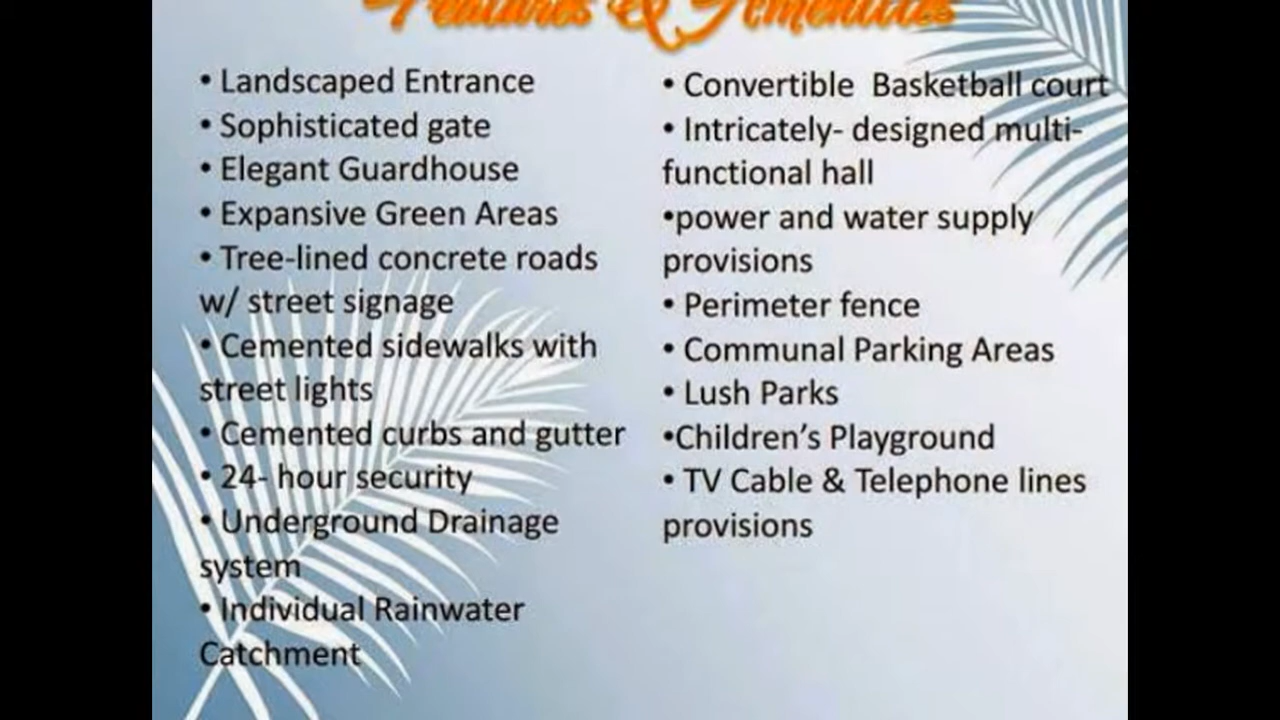 Features & Amenities
• Landscaped Entrance
• Sophisticated gate
• Elegant Guardhouse
• Expansive Green Areas
• Tree-lined concrete roads
w/ street signage
• Cemented sidewalks with
street lights
• Cemented curbs and gutter
• 24- hour security
• Underground Drainage
system
• Individual Rainwater
Catchment
• Convertible  Basketball court
• Intricately- designed multi-
functional hall
•power and water supply
provisions
• Perimeter fence
• Communal Parking Areas
• Lush Parks
•Children’s Playground
• TV Cable & Telephone lines
provisions